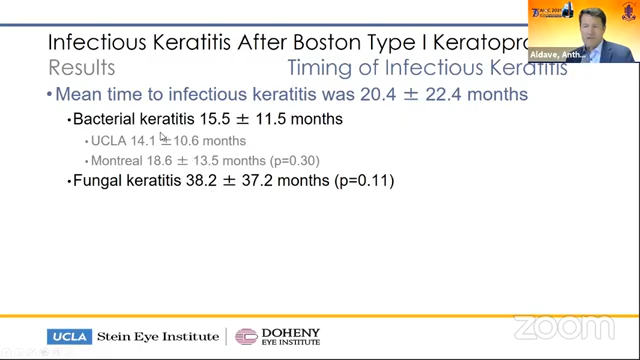 Infectious Keratitis After Boston Type I Keratopro
Results Timing of Infectious Keratitis
•Mean time to infectious keratitis was 20.4 ± 22.4 months
•Bacterial keratitis 15.5 ± 11.5 months
•UCLA 14.1 ±10.6 months
•Montreal 18.6 ± 13.5 months (p=0.30)
•Fungal keratitis 38.2 ± 37.2 months (p=0.11)
Aldave, Anth...
UCLA Stein Eye Institute DOHENY
EYE INSTITUTE
zoom